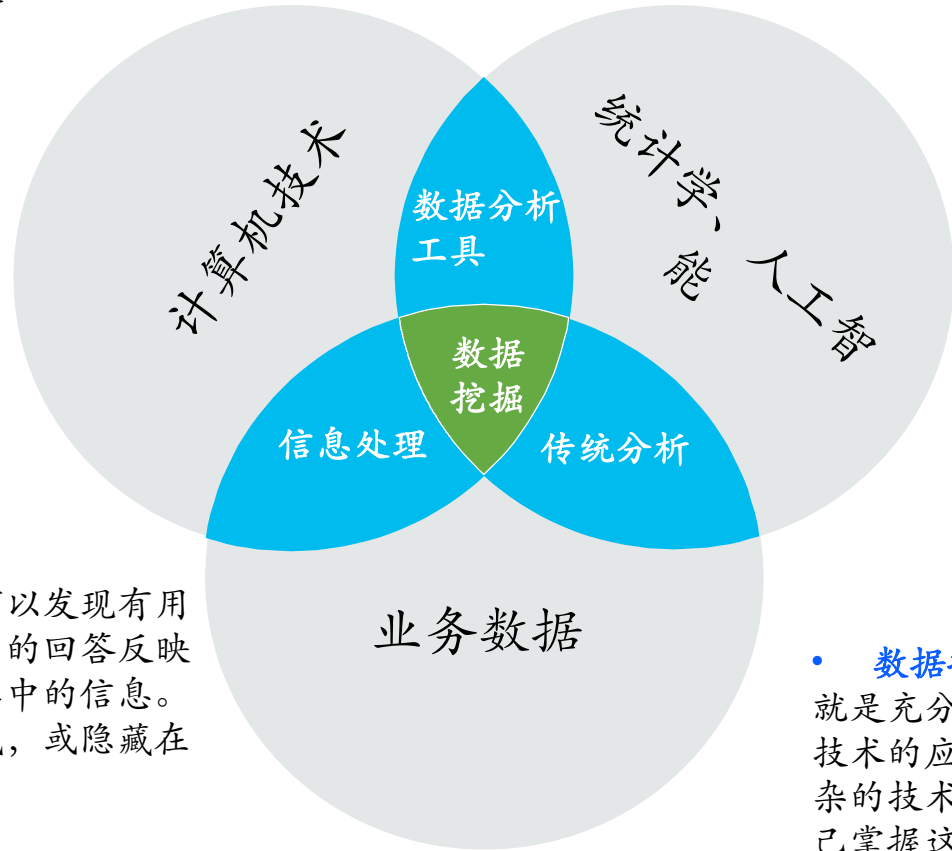 计算机技术
统计学、人工智
能
数据分析
工具
数据
挖掘
信息处理
传统分析
业务数据
以发现有用
的回答反映
中的信息。
，或隐藏在
• 数据
就是充分
技术的应
杂的技术
己掌握这